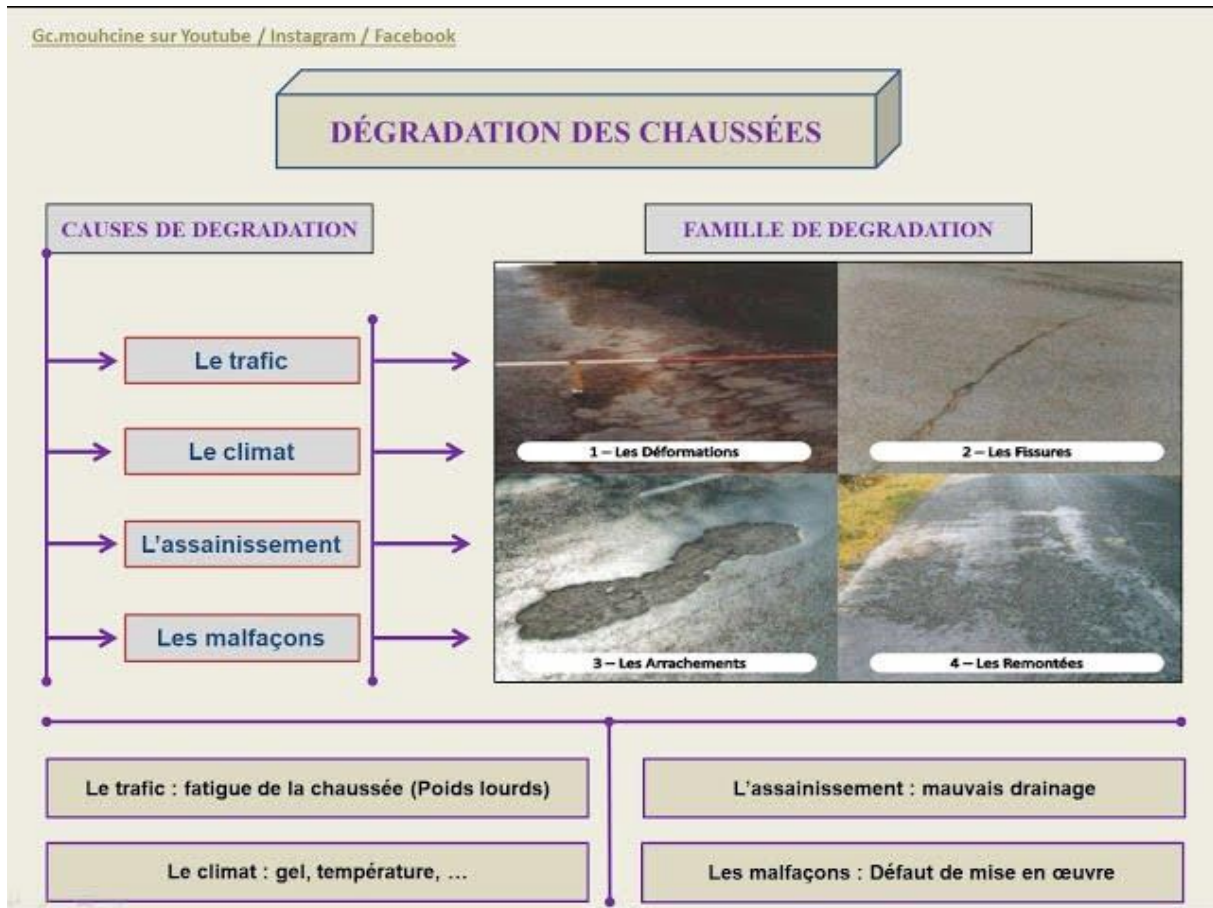 Gc.mouhcine sur Youtube / Instagram / Facebook
DÉGRADATION DES CHAUSSÉES
CAUSES DE DEGRADATION
Le trafic
Le climat
L'assainissement
Les malfaçons
FAMILLE DE DEGRADATION
1 – Les Déformations
2 – Les Fissures
3 – Les Arrachements
4 – Les Remontées
Le trafic : fatigue de la chaussée (Poids lourds)
L'assainissement : mauvais drainage
Le climat : gel, température, …
Les malfaçons : Défaut de mise en œuvre